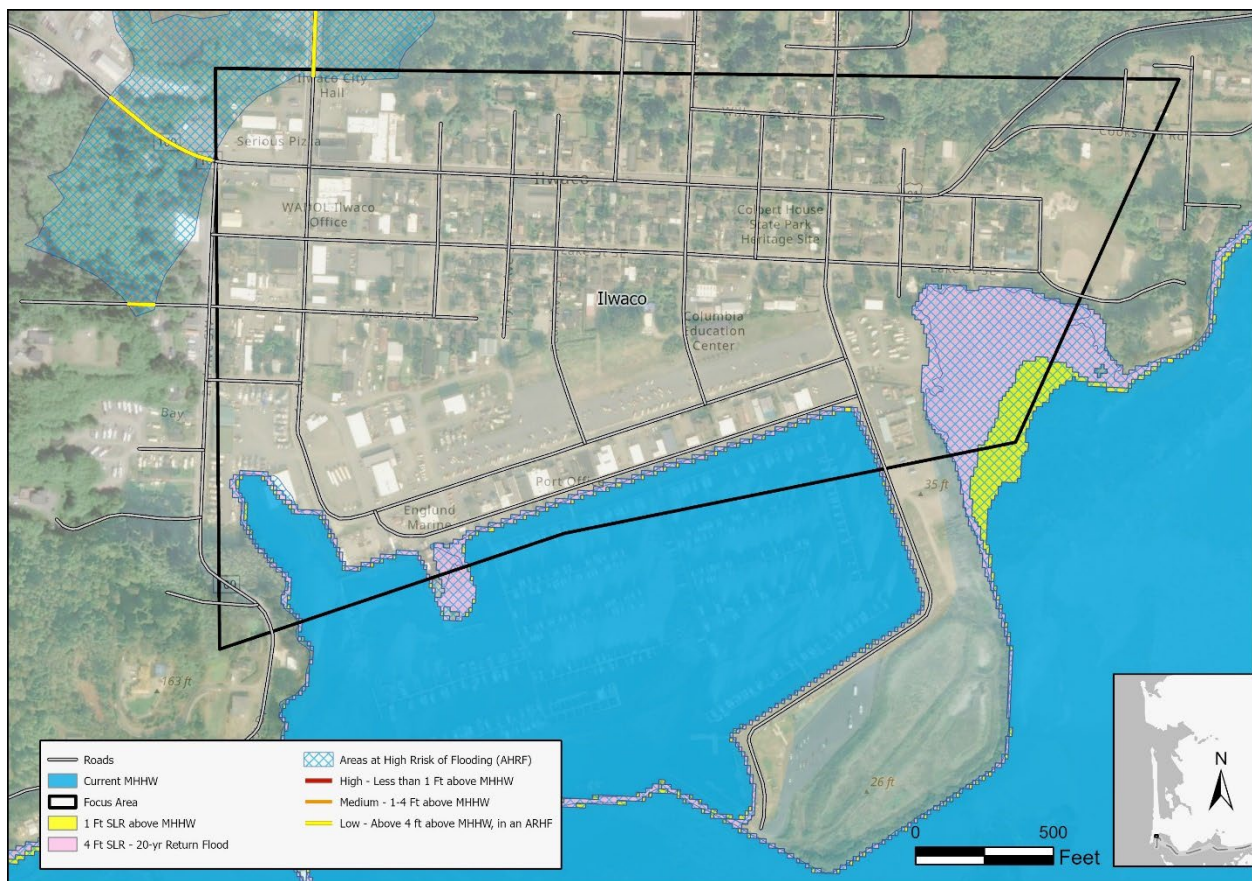 Ilwaco City
Hall
Serious Pizza
Ilwaco
Cooks
Rd
WADOL Ilwaco
Office
Colbert House
State Park
Heritage Site
Ilwaco
Columbia
Education
Center
Bay
Port Office
Englund
Marine
35 ft
163 ft
26 ft
Roads
Current MHHW
Focus Area
1 Ft SLR above MHHW
4 Ft SLR - 20-yr Return Flood
Areas at High Rrisk of Flooding (AHRF)
High - Less than 1 Ft above MHHW
Medium - 1-4 Ft above MHHW
Low - Above 4 ft above MHHW, in an ARHF
0 500
Feet
N